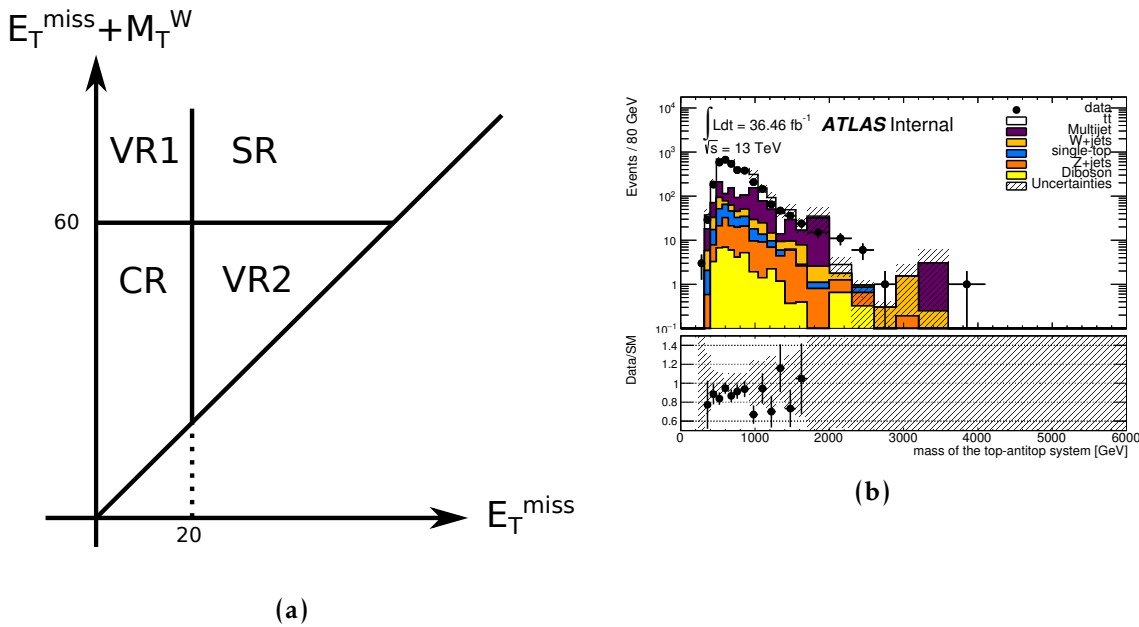 E_T^miss+M_T^W
VR1 SR
60
CR VR2
20
E_T^miss
(a)
Events / 80 GeV
10^4
10^3
10^2
10
1
10^-1
∫Ldt = 36.46 fb^-1
√s = 13 TeV
ATLAS Internal
data
tt
Multijet
W+jets
single-top
Z+jets
Diboson
Uncertainties
Data/SM
1.4
1.2
1
0.8
0.6
0 1000 2000 3000 4000 5000 6000
mass of the top-antitop system [GeV]
(b)